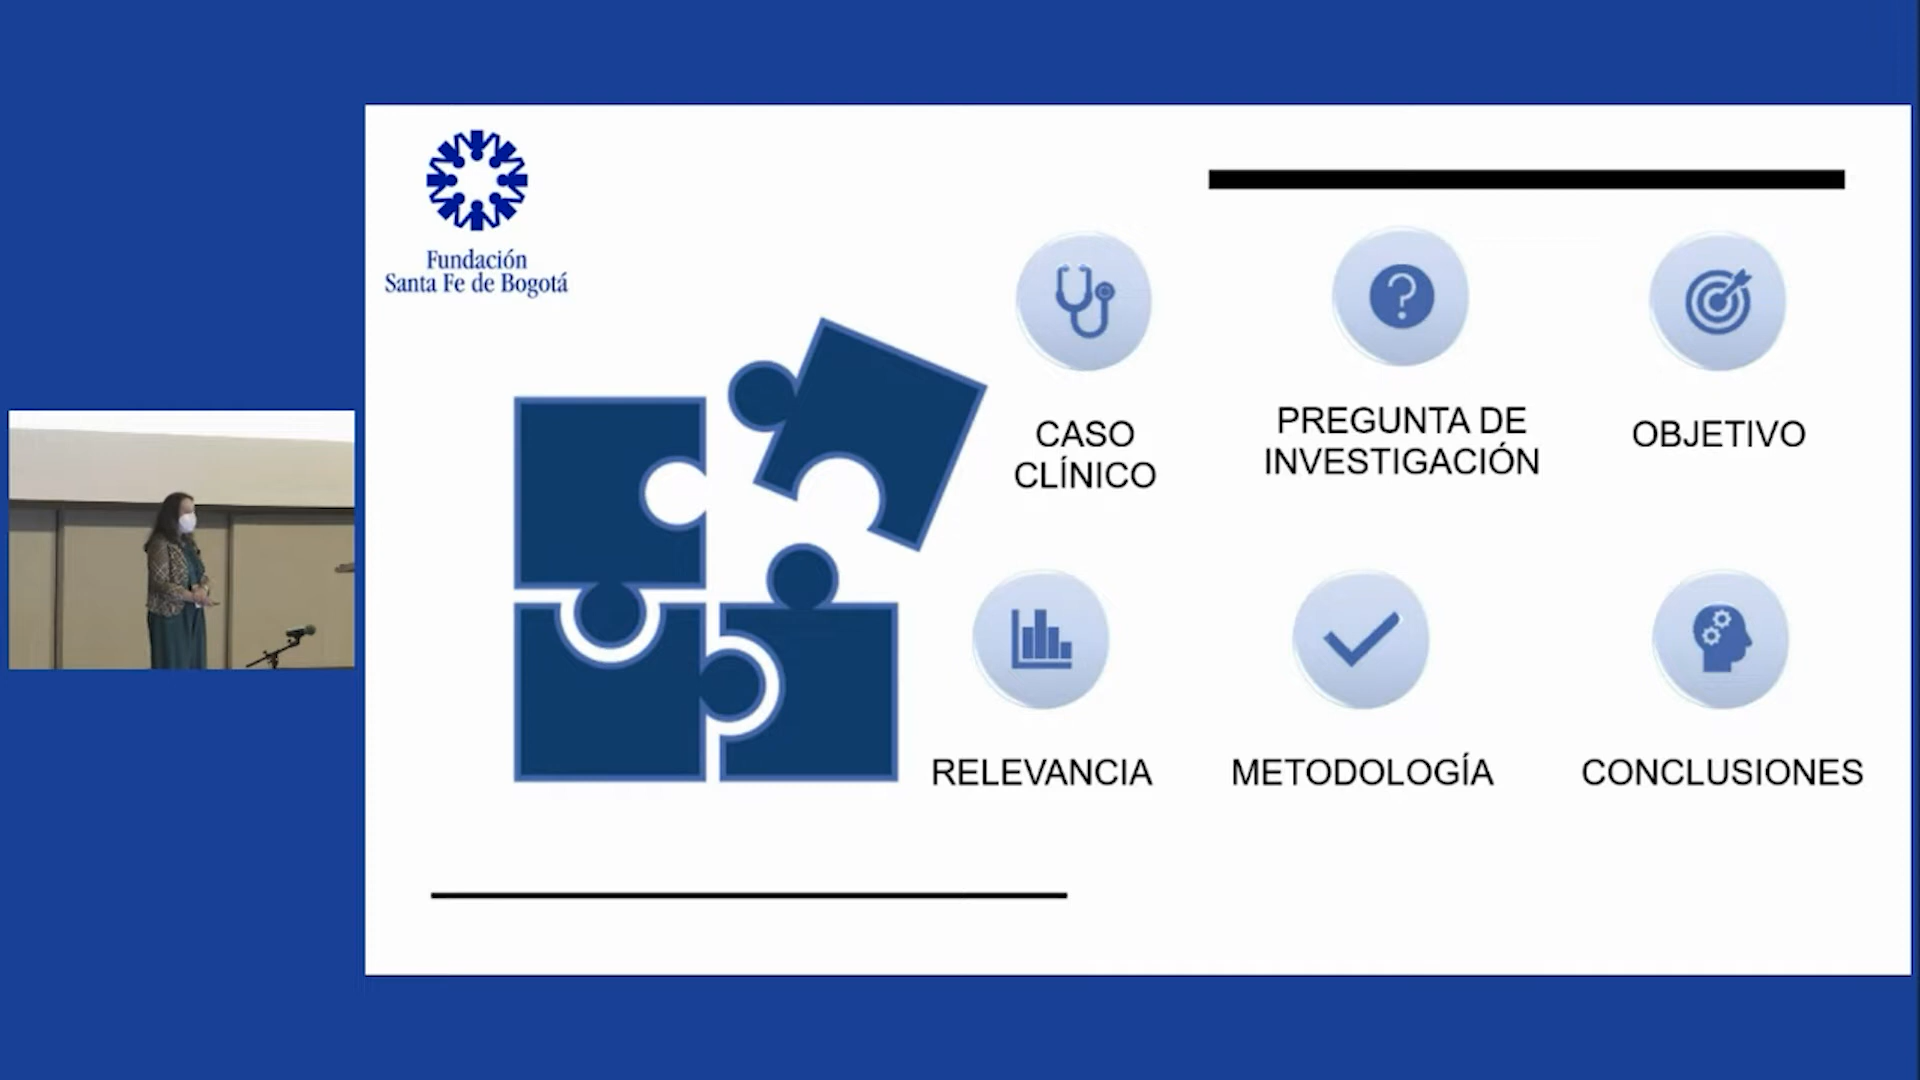 Fundación
Santa Fe de Bogotá
CASO
CLÍNICO
PREGUNTA DE
INVESTIGACIÓN
OBJETIVO
RELEVANCIA
METODOLOGÍA
CONCLUSIONES